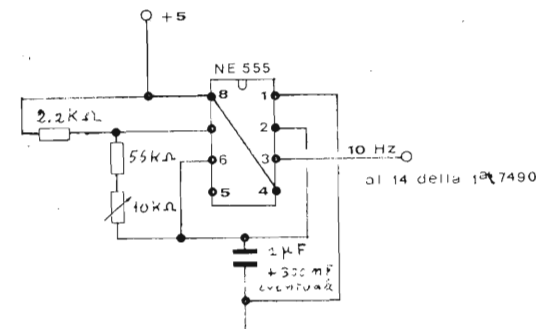 +5
NE 555
8
1
2.2KΩ
2
6
3
10 Hz
55KΩ
al 14 della 1ª 7490
5
4
10KΩ
1µF
+300 nF
eventuale